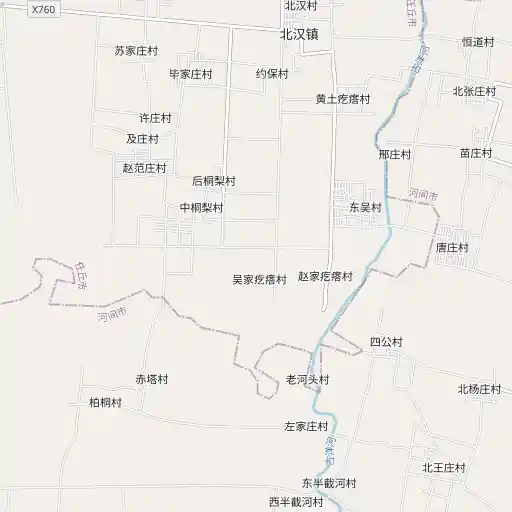 北汉村
X760
任丘市
北汉镇
恒道村
苏家庄村
毕家庄村
约保村
北张庄村
黄土疙瘩村
许庄村
及庄村
邢庄村
苗庄村
赵范庄村
后桐梨村
河间市
中桐梨村
东吴村
唐庄村
任丘市
吴家疙瘩村
赵家疙瘩村
河间市
四公村
赤塔村
老河头村
北杨庄村
柏桐村
左家庄村
北王庄村
东半截河村
西半截河村